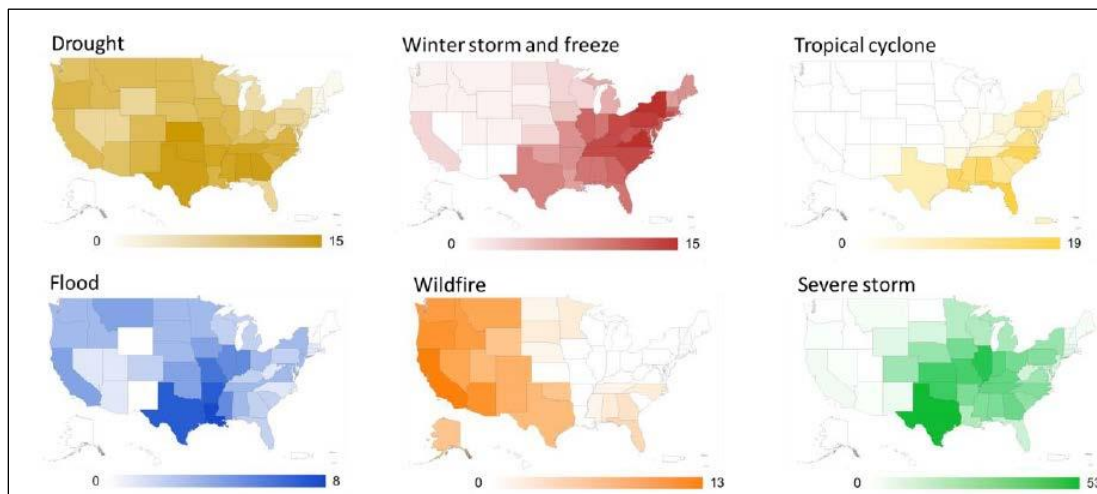 Drought
Winter storm and freeze
Tropical cyclone
0 15
0 15
0 19
Flood
Wildfire
Severe storm
0 8
0 13
0 53